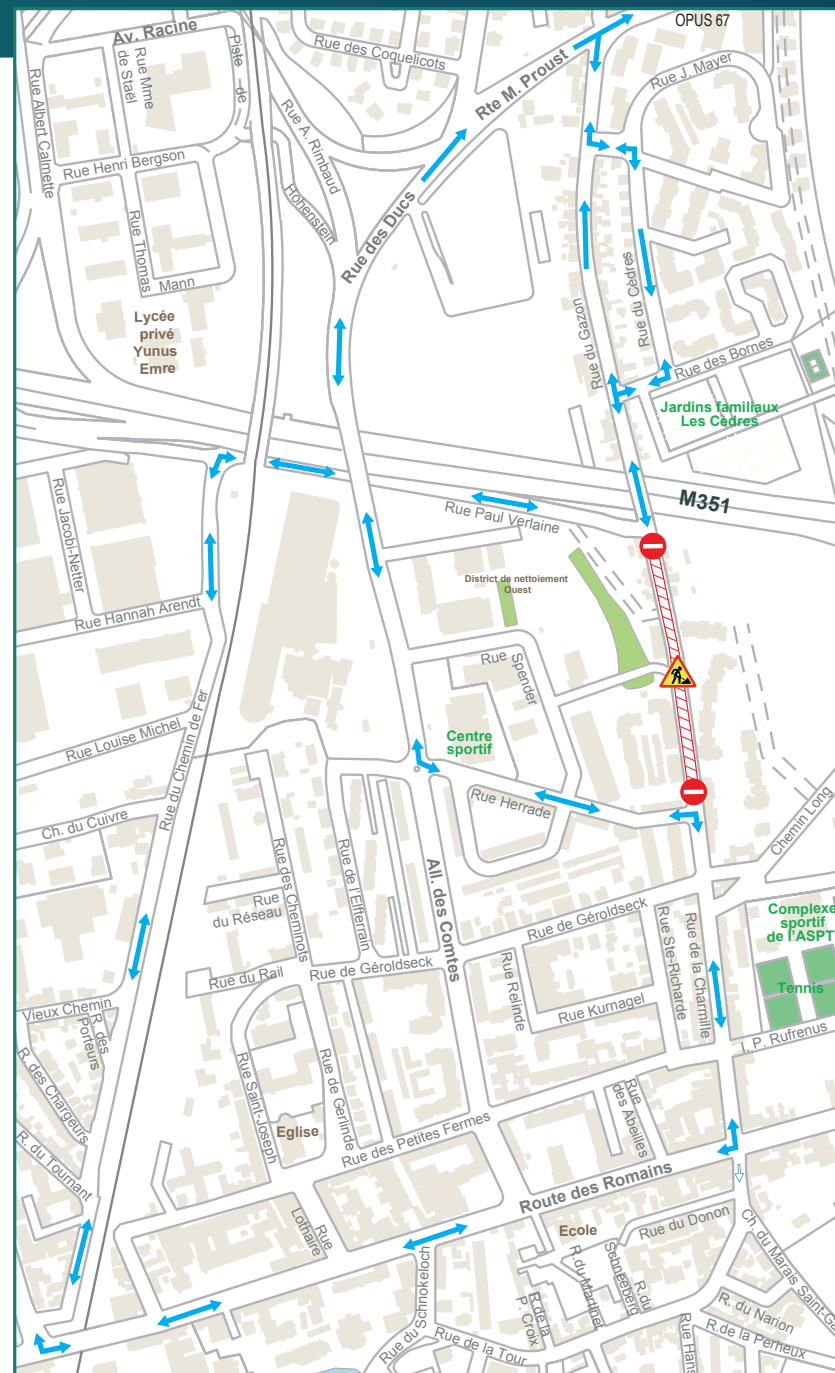 OPUS 67
Av. Racine
Rue Mme
de Staël
Piste de
Rue des Coquelicots
Rte M. Proust
Rue J. Mayer
Rue Albert Calmette
Rue A. Rimbaud
Rue Henri Bergson
Hohenstein
Rue des Ducs
Rue Thomas
Mann
Rue du Cèdres
Rue du Gazon
Lycée
privé
Yunus
Emre
Rue des Bornes
Jardins familiaux
Les Cèdres
M351
Rue Paul Verlaine
Rue Jacobi-Netter
District de nettoiement
Ouest
Rue Hannah Arendt
Rue
Spender
Rue Louise Michel
Centre
sportif
Rue du Chemin de Fer
Rue Herrade
Ch. du Cuivre
Chemin Long
Rue des Cheminots
Rue de l'Eifterrain
All. des Comtes
Rue
du Réseau
Rue de Géroldseck
Complexe
sportif
de l'ASPTT
Rue du Rail
Rue de Géroldseck
Rue Relinde
Rue Ste-Richarde
Rue de la Charmille
Tennis
Vieux Chemin
R. des
Porteurs
Rue Kurnagel
I. P. Rufrenus
R. des Chargeurs
Rue Saint-Joseph
Rue de Gerlinde
Rue
des Abeilles
Eglise
Rue des Petites Fermes
R. du Tournant
Route des Romains
Rue
Lothaire
Ecole
Rue du Donon
Ch. du Marais Saint-Ga
Rue du Schnokeloch
R.de la
P. Croix
R.du Martinet
R.du
Schneeberg
R. du Narion
R.de la Perheux
Rue de la Tour
Rue Hans